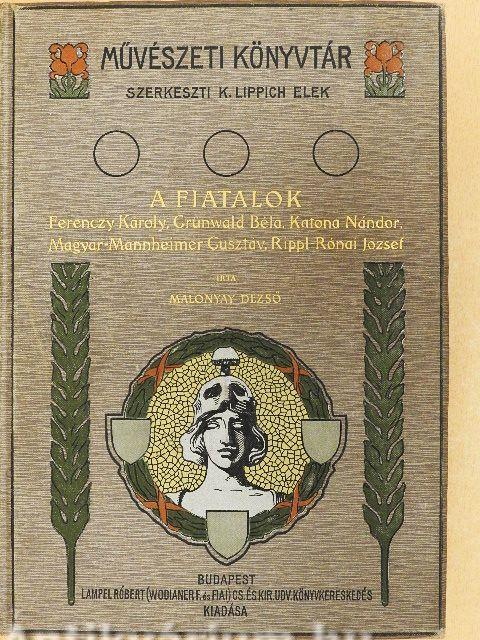 MŰVÉSZETI KÖNYVTÁR
SZERKESZTI K. LIPPICH ELEK
A FIATALOK
Ferenczy Károly, Grünwald Béla, Katona Nándor,
Magyar-Mannheimer Gusztáv, Rippl-Rónai József
IRTA
MALONYAY DEZSŐ
BUDAPEST
LAMPEL RÓBERT (WODIANER F. és FIAI) CS. ÉS. KIR. UDV. KÖNYVKERESKEDÉS
KIADÁSA